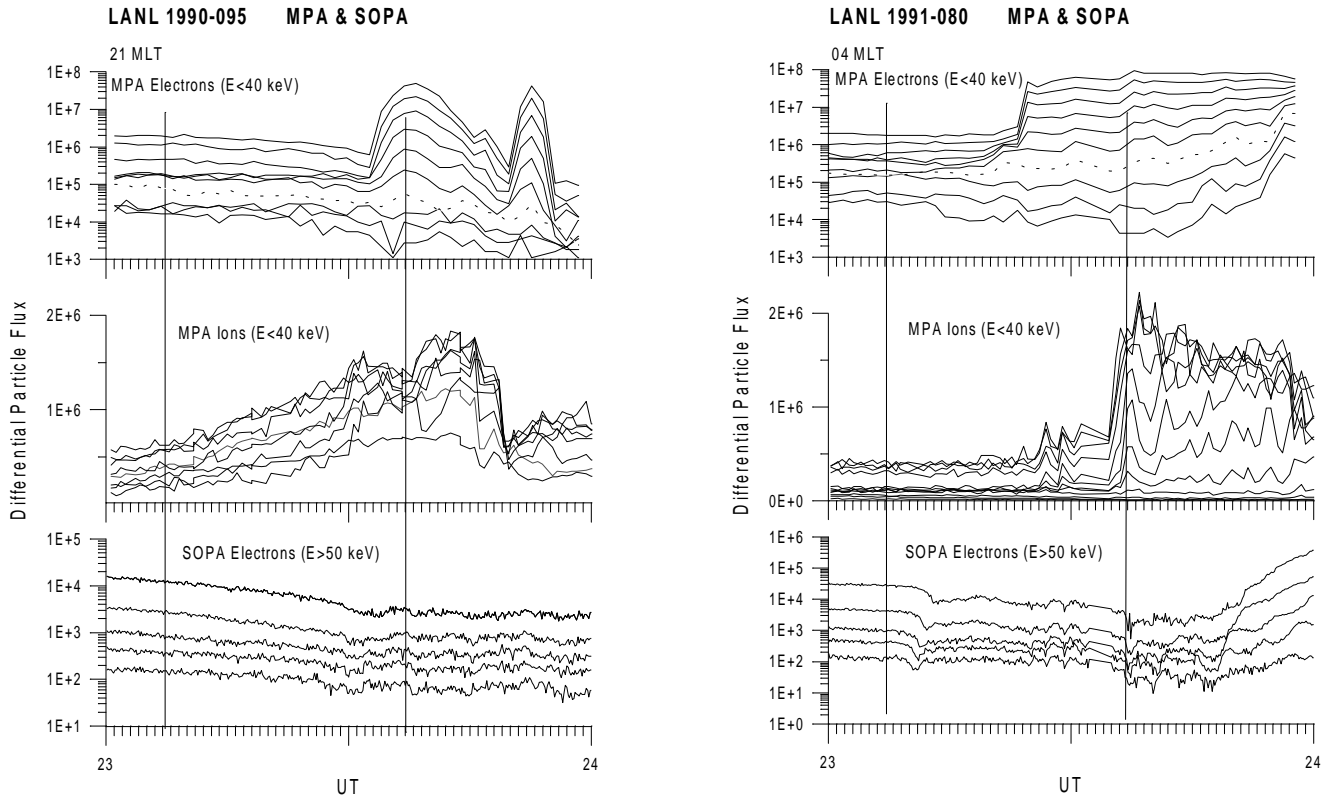 LANL 1990-095 MPA & SOPA
21 MLT
MPA Electrons (E<40 keV)
1E+8
1E+7
1E+6
1E+5
1E+4
1E+3
MPA Ions (E<40 keV)
2E+6
1E+6
SOPA Electrons (E>50 keV)
1E+5
1E+4
1E+3
1E+2
1E+1
Differential Particle Flux
23
24
UT
LANL 1991-080 MPA & SOPA
04 MLT
MPA Electrons (E<40 keV)
1E+8
1E+7
1E+6
1E+5
1E+4
1E+3
MPA Ions (E<40 keV)
2E+6
1E+6
0E+0
SOPA Electrons (E>50 keV)
1E+6
1E+5
1E+4
1E+3
1E+2
1E+1
1E+0
Differential Particle Flux
23
24
UT